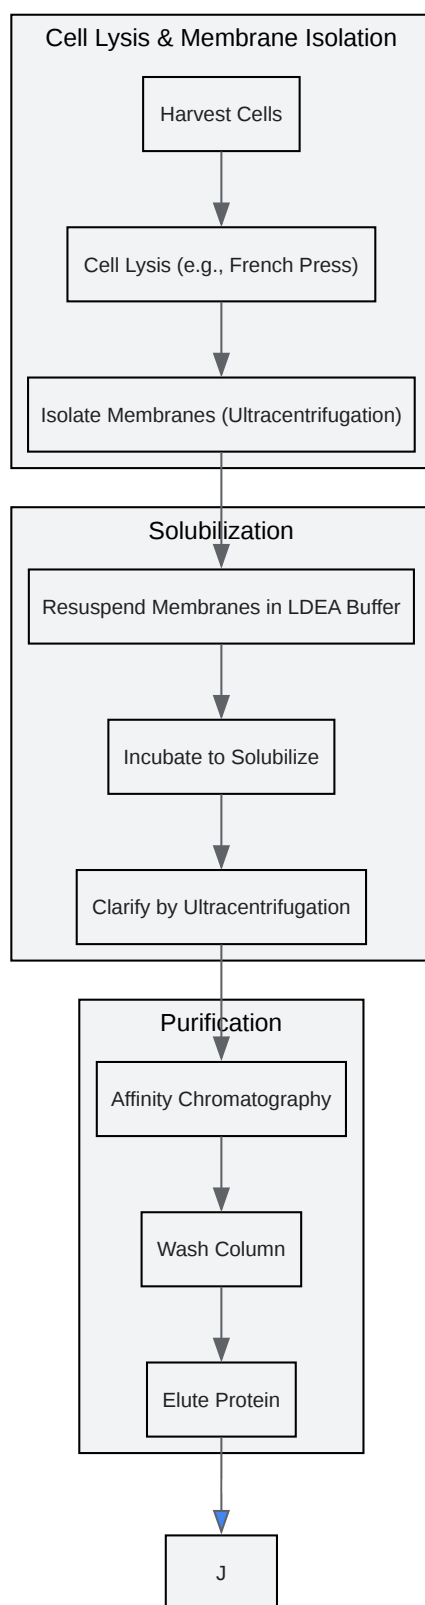 Cell Lysis & Membrane Isolation
Harvest Cells
Cell Lysis (e.g., French Press)
Isolate Membranes (Ultracentrifugation)
Solubilization
Resuspend Membranes in LDEA Buffer
Incubate to Solubilize
Clarify by Ultracentrifugation
Purification
Affinity Chromatography
Wash Column
Elute Protein
J